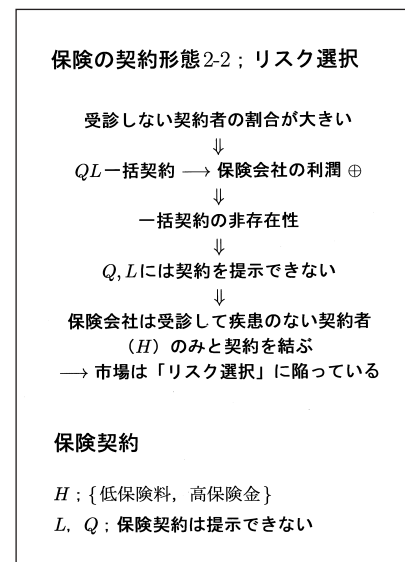 保険の契約形態2-2；リスク選択
受診しない契約者の割合が大きい
⇓
QL一括契約 ⟶ 保険会社の利潤 ⊕
⇓
一括契約の非存在性
⇓
Q, Lには契約を提示できない
⇓
保険会社は受診して疾患のない契約者
（H）のみと契約を結ぶ
⟶ 市場は「リスク選択」に陥っている
保険契約
H；{低保険料，高保険金}
L，Q；保険契約は提示できない